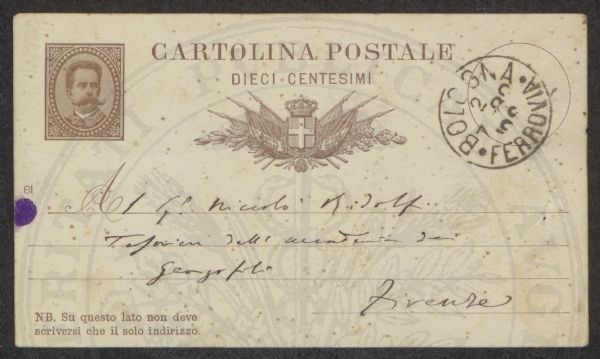 CARTOLINA POSTALE
DIECI CENTESIMI
BOLOGNA
FERROVIA
81
Al Sr Niccolò Ridolfi
Tesoriere dell' accademia dei
Georgofili
Firenze
NB. Su questo lato non deve
scriversi che il solo indirizzo.